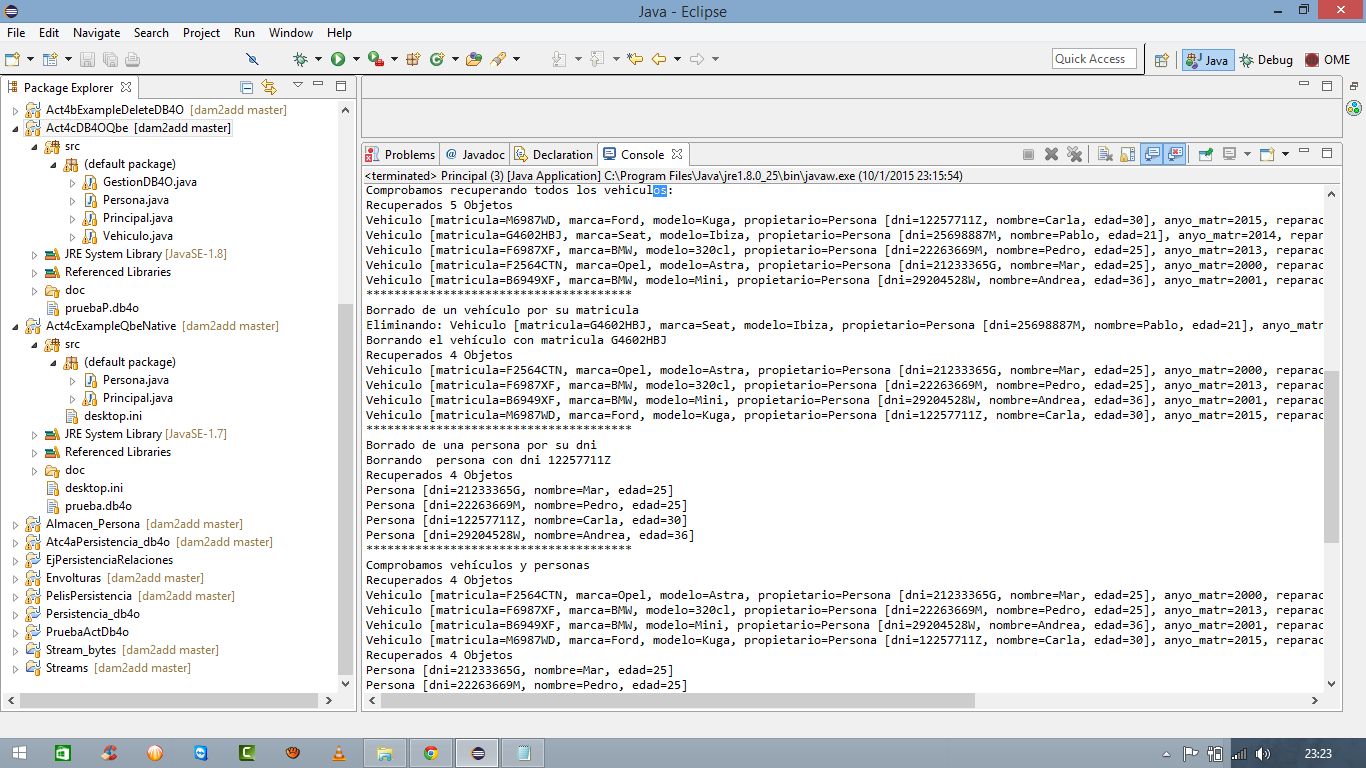 Java - Eclipse
File Edit Navigate Search Project Run Window Help
Quick Access Java Debug OME
Package Explorer
Act4bExampleDeleteDB4O [dam2add master]
Act4cDB4OQbe [dam2add master]
src
(default package)
GestionDB4O.java
Persona.java
Principal.java
Vehiculo.java
JRE System Library [JavaSE-1.8]
Referenced Libraries
doc
pruebaP.db4o
Act4cExampleQbeNative [dam2add master]
src
(default package)
Persona.java
Principal.java
desktop.ini
JRE System Library [JavaSE-1.7]
Referenced Libraries
doc
desktop.ini
prueba.db4o
Almacen_Persona [dam2add master]
Atc4aPersistencia_db4o [dam2add master]
EjPersistenciaRelaciones
Envolturas [dam2add master]
PelisPersistencia [dam2add master]
Persistencia_db4o
PruebaActDb4o
Stream_bytes [dam2add master]
Streams [dam2add master]
Problems @ Javadoc Declaration Console
<terminated> Principal (3) [Java Application] C:\Program Files\Java\jre1.8.0_25\bin\javaw.exe (10/1/2015 23:15:54)
Comprobamos recuperando todos los vehiculos:
Recuperados 5 Objetos
Vehiculo [matricula=M6987WD, marca=Ford, modelo=Kuga, propietario=Persona [dni=12257711Z, nombre=Carla, edad=30], anyo_matr=2015, reparac
Vehiculo [matricula=G4602HBJ, marca=Seat, modelo=Ibiza, propietario=Persona [dni=25698887M, nombre=Pablo, edad=21], anyo_matr=2014, repar
Vehiculo [matricula=F6987XF, marca=BMW, modelo=320cl, propietario=Persona [dni=22263669M, nombre=Pedro, edad=25], anyo_matr=2013, reparac
Vehiculo [matricula=F2564CTN, marca=Opel, modelo=Astra, propietario=Persona [dni=21233365G, nombre=Mar, edad=25], anyo_matr=2000, reparac
Vehiculo [matricula=B6949XF, marca=BMW, modelo=Mini, propietario=Persona [dni=29204528W, nombre=Andrea, edad=36], anyo_matr=2001, reparac
**************************************
Borrado de un vehículo por su matricula
Eliminando: Vehiculo [matricula=G4602HBJ, marca=Seat, modelo=Ibiza, propietario=Persona [dni=25698887M, nombre=Pablo, edad=21], anyo_matr
Borrando el vehículo con matricula G4602HBJ
Recuperados 4 Objetos
Vehiculo [matricula=F2564CTN, marca=Opel, modelo=Astra, propietario=Persona [dni=21233365G, nombre=Mar, edad=25], anyo_matr=2000, reparac
Vehiculo [matricula=F6987XF, marca=BMW, modelo=320cl, propietario=Persona [dni=22263669M, nombre=Pedro, edad=25], anyo_matr=2013, reparac
Vehiculo [matricula=B6949XF, marca=BMW, modelo=Mini, propietario=Persona [dni=29204528W, nombre=Andrea, edad=36], anyo_matr=2001, reparac
Vehiculo [matricula=M6987WD, marca=Ford, modelo=Kuga, propietario=Persona [dni=12257711Z, nombre=Carla, edad=30], anyo_matr=2015, reparac
**************************************
Borrado de una persona por su dni
Borrando  persona con dni 12257711Z
Recuperados 4 Objetos
Persona [dni=21233365G, nombre=Mar, edad=25]
Persona [dni=22263669M, nombre=Pedro, edad=25]
Persona [dni=12257711Z, nombre=Carla, edad=30]
Persona [dni=29204528W, nombre=Andrea, edad=36]
**************************************
Comprobamos vehículos y personas
Recuperados 4 Objetos
Vehiculo [matricula=F2564CTN, marca=Opel, modelo=Astra, propietario=Persona [dni=21233365G, nombre=Mar, edad=25], anyo_matr=2000, reparac
Vehiculo [matricula=F6987XF, marca=BMW, modelo=320cl, propietario=Persona [dni=22263669M, nombre=Pedro, edad=25], anyo_matr=2013, reparac
Vehiculo [matricula=B6949XF, marca=BMW, modelo=Mini, propietario=Persona [dni=29204528W, nombre=Andrea, edad=36], anyo_matr=2001, reparac
Vehiculo [matricula=M6987WD, marca=Ford, modelo=Kuga, propietario=Persona [dni=12257711Z, nombre=Carla, edad=30], anyo_matr=2015, reparac
Recuperados 4 Objetos
Persona [dni=21233365G, nombre=Mar, edad=25]
Persona [dni=22263669M, nombre=Pedro, edad=25]
23:23